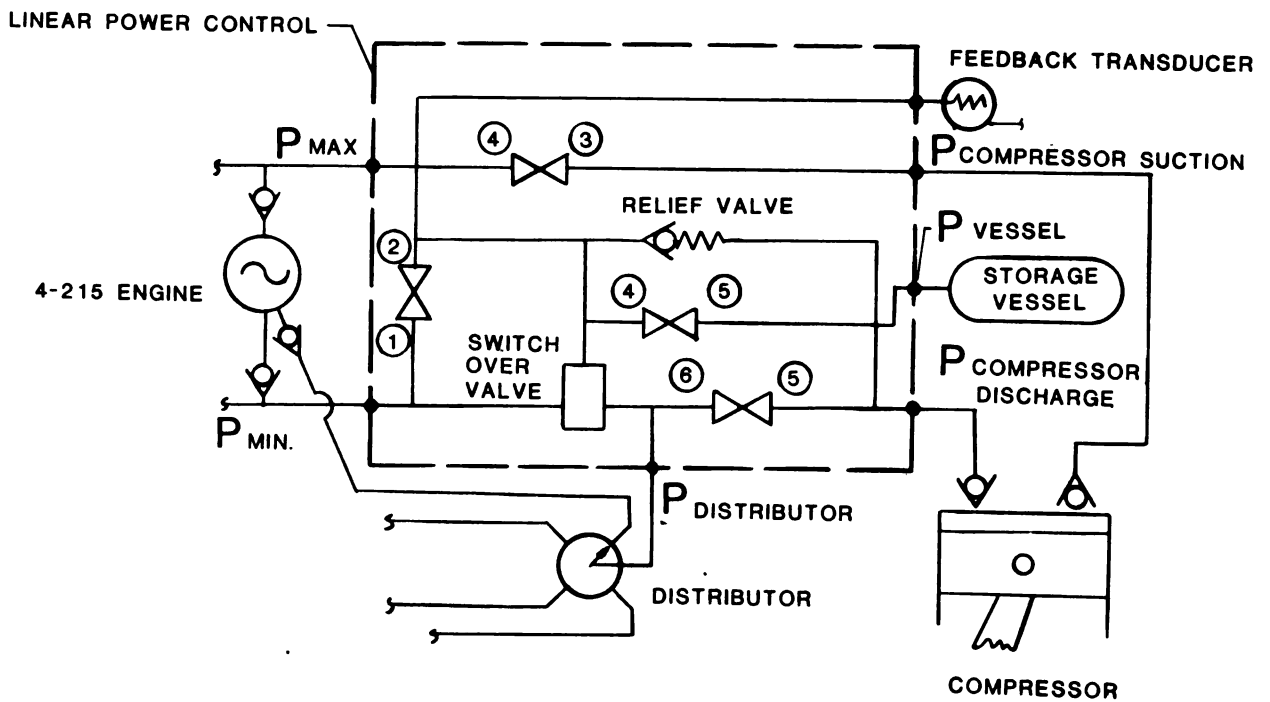 LINEAR POWER CONTROL
FEEDBACK TRANSDUCER
P MAX
④ ③
P COMPRESSOR SUCTION
RELIEF VALVE
②
P VESSEL
4-215 ENGINE
④ ⑤
STORAGE
VESSEL
①
SWITCH
OVER
VALVE
⑥ ⑤
P COMPRESSOR
DISCHARGE
P MIN.
P DISTRIBUTOR
DISTRIBUTOR
COMPRESSOR